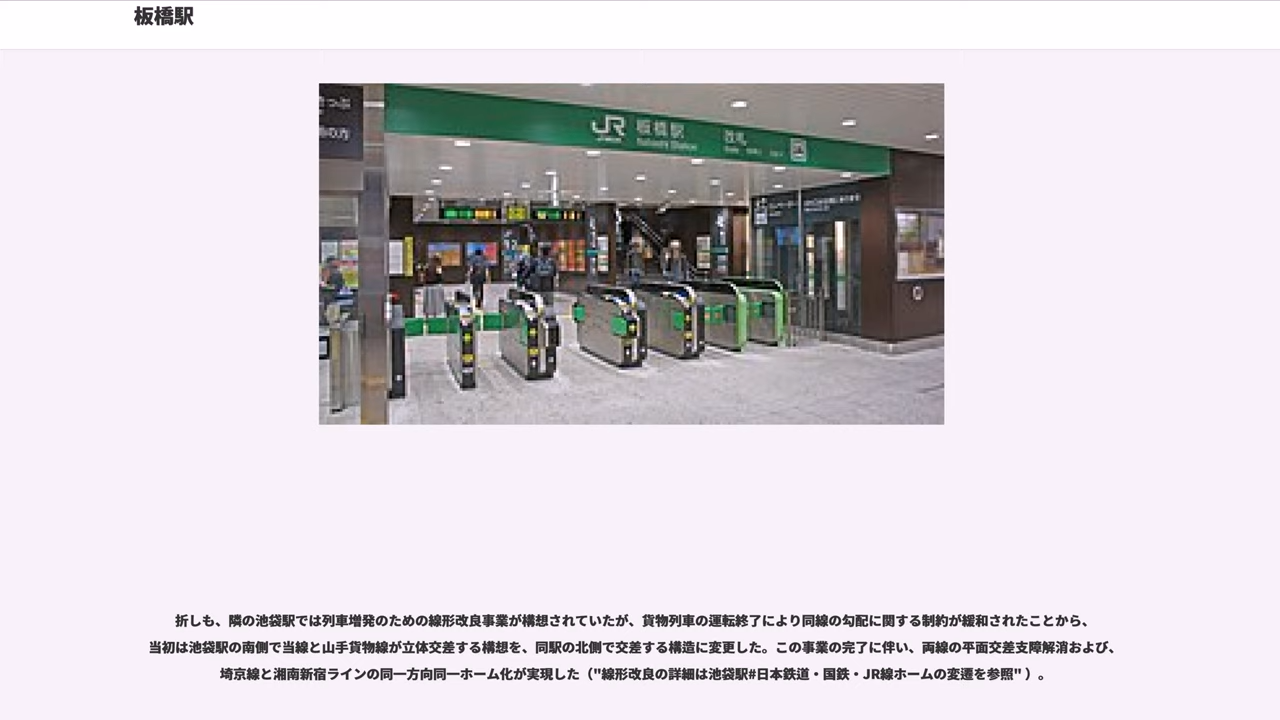 板橋駅
JR 板橋駅 改札
Itabashi Station
折しも、隣の池袋駅では列車増発のための線形改良事業が構想されていたが、貨物列車の運転終了により同線の勾配に関する制約が緩和されたことから、
当初は池袋駅の南側で当線と山手貨物線が立体交差する構想を、同駅の北側で交差する構造に変更した。この事業の完了に伴い、両線の平面交差支障解消および、
埼京線と湘南新宿ラインの同一方向同一ホーム化が実現した（"線形改良の詳細は池袋駅#日本鉄道・国鉄・JR線ホームの変遷を参照" ）。